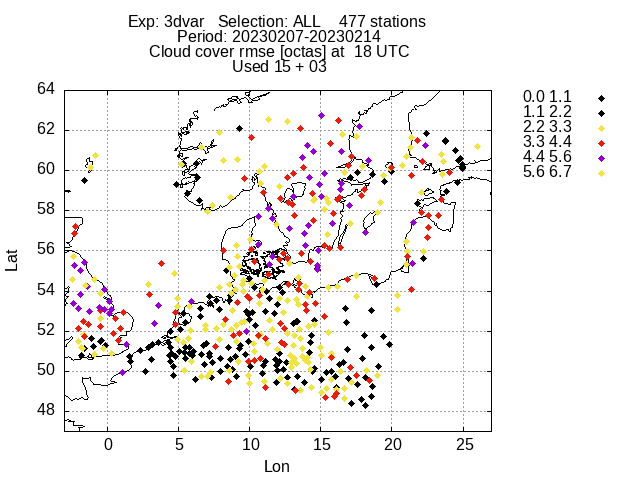 Exp: 3dvar   Selection: ALL    477 stations
Period: 20230207-20230214
Cloud cover rmse [octas] at  18 UTC
Used 15 + 03
0.0 1.1
1.1 2.2
2.2 3.3
3.3 4.4
4.4 5.6
5.6 6.7
64
62
60
58
56
54
52
50
48
Lat
0 5 10 15 20 25
Lon